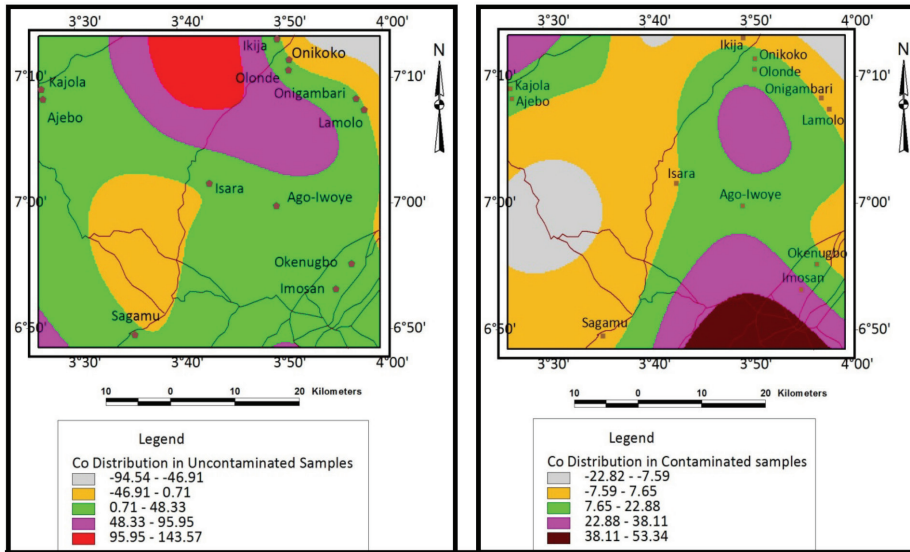 3°30' 3°40' 3°50' 4°00'
N
Ikija
Onikoko
7°10' 7°10'
Kajola
Olonde
Onigambari
Ajebo
Lamolo
Isara
Ago-Iwoye
7°00' 7°00'
Okenugbo
Imosan
Sagamu
6°50' 6°50'
3°30' 3°40' 3°50' 4°00'
10 0 10 20 Kilometers
Legend
Co Distribution in Uncontaminated Samples
-94.54 - -46.91
-46.91 - 0.71
0.71 - 48.33
48.33 - 95.95
95.95 - 143.57
3°30' 3°40' 3°50' 4°00'
N
Ikija
Onikoko
7°10' 7°10'
Olonde
Kajola
Onigambari
Ajebo
Lamolo
Isara
Ago-Iwoye
7°00' 7°00'
Okenugbo
Imosan
Sagamu
6°50' 6°50'
3°30' 3°40' 3°50' 4°00'
10 0 10 20 Kilometers
Legend
Co Distribution in Contaminated samples
-22.82 - -7.59
-7.59 - 7.65
7.65 - 22.88
22.88 - 38.11
38.11 - 53.34